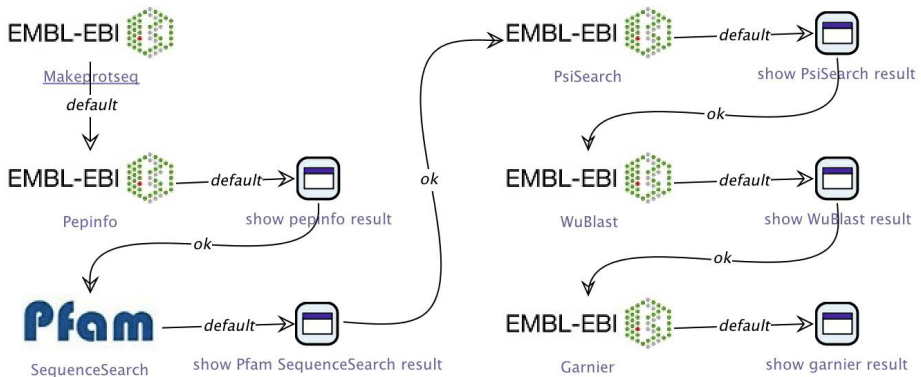 EMBL-EBI
Makeprotseq
default
EMBL-EBI
Pepinfo
default
show pepinfo result
ok
Pfam
SequenceSearch
default
show Pfam SequenceSearch result
ok
EMBL-EBI
PsiSearch
default
show PsiSearch result
ok
EMBL-EBI
WuBlast
default
show WuBlast result
ok
EMBL-EBI
Garnier
default
show garnier result